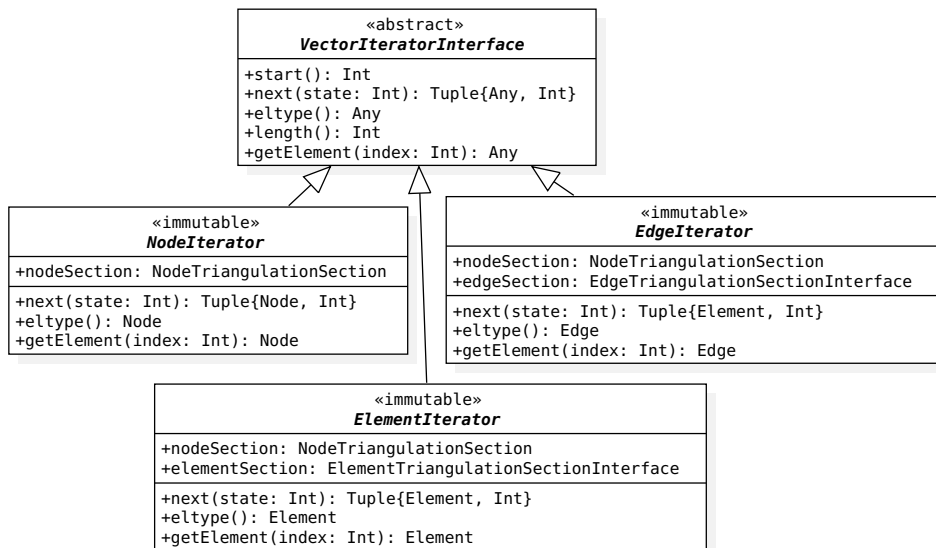 «abstract»
VectorIteratorInterface
+start(): Int
+next(state: Int): Tuple{Any, Int}
+eltype(): Any
+length(): Int
+getElement(index: Int): Any
«immutable»
NodeIterator
+nodeSection: NodeTriangulationSection
+next(state: Int): Tuple{Node, Int}
+eltype(): Node
+getElement(index: Int): Node
«immutable»
EdgeIterator
+nodeSection: NodeTriangulationSection
+edgeSection: EdgeTriangulationSectionInterface
+next(state: Int): Tuple{Element, Int}
+eltype(): Edge
+getElement(index: Int): Edge
«immutable»
ElementIterator
+nodeSection: NodeTriangulationSection
+elementSection: ElementTriangulationSectionInterface
+next(state: Int): Tuple{Element, Int}
+eltype(): Element
+getElement(index: Int): Element